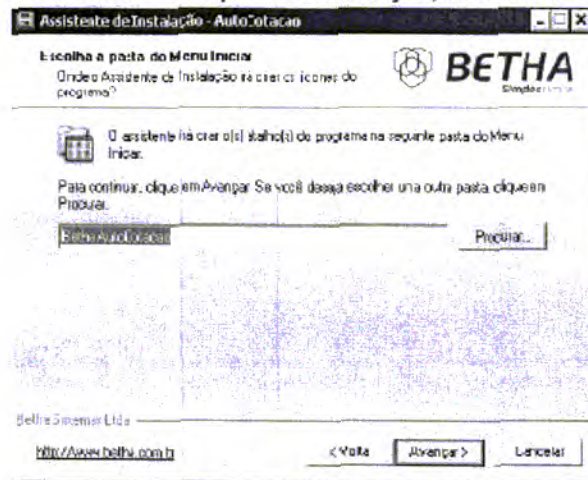 Assistente de Instalação - AutoCotacao
Escolha a pasta do Menu Iniciar
Onde o Assistente de Instalação irá criar os ícones do
programa?
BETHA
O assistente irá criar o(s) atalho(s) do programa na seguinte pasta do Menu
Iniciar.
Para continuar, clique em Avançar. Se você deseja escolher uma outra pasta, clique em
Procurar.
Procurar...
Betha Sistemas Ltda
http://www.betha.com.br
< Volta
Avançar >
Cancelar